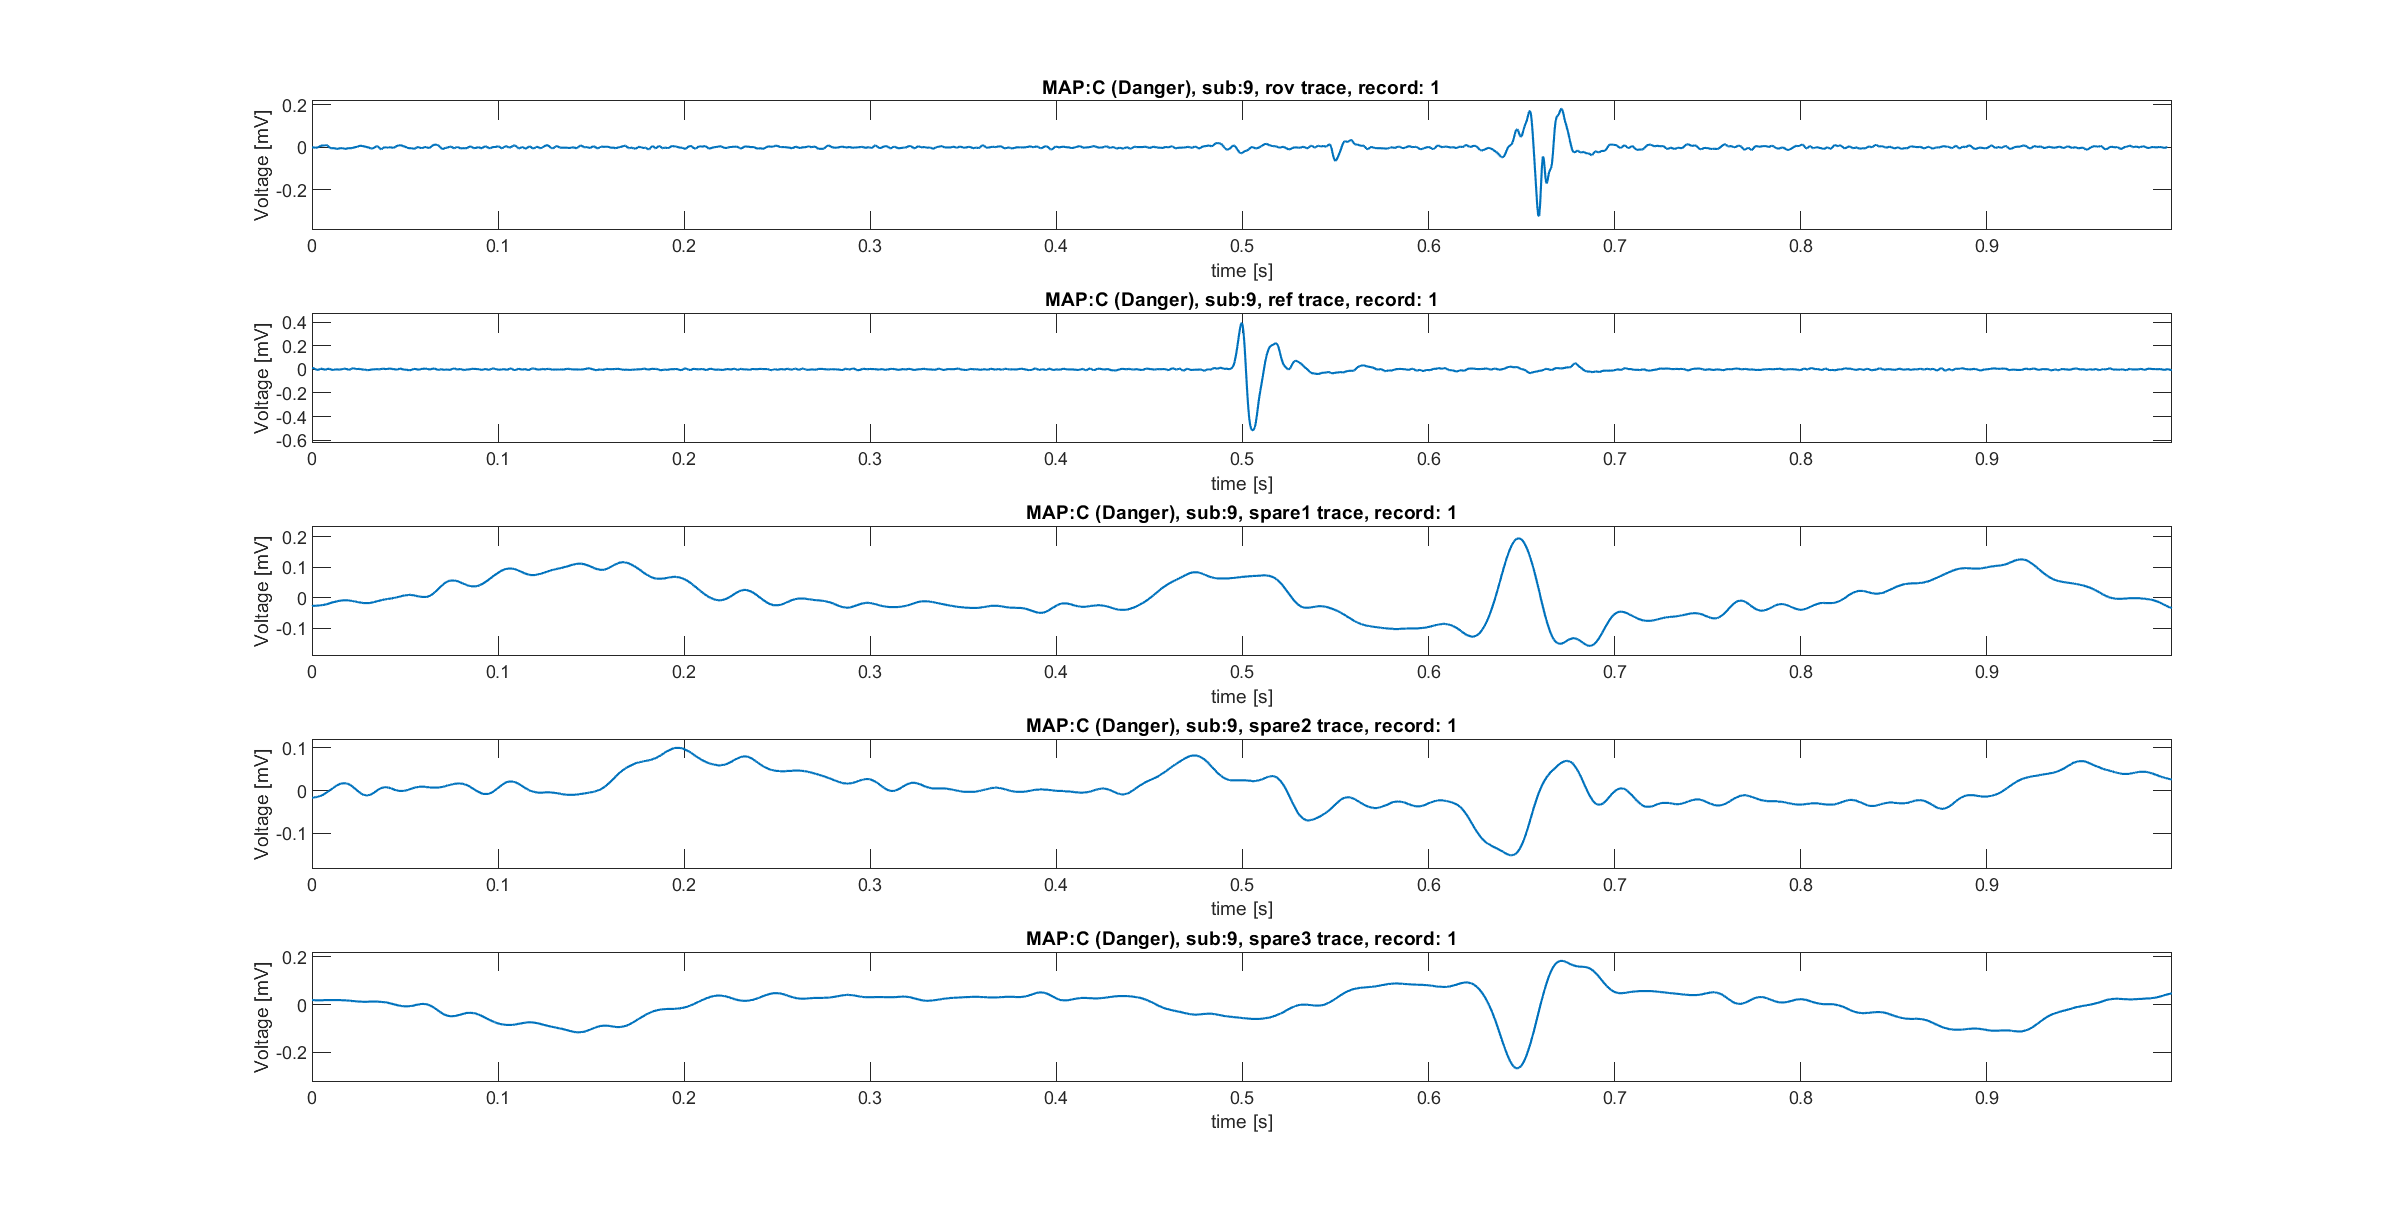 MAP:C (Danger), sub:9, rov trace, record: 1
Voltage [mV]
0.2
0
-0.2
0 0.1 0.2 0.3 0.4 0.5 0.6 0.7 0.8 0.9
time [s]
MAP:C (Danger), sub:9, ref trace, record: 1
Voltage [mV]
0.4
0.2
0
-0.2
-0.4
-0.6
0 0.1 0.2 0.3 0.4 0.5 0.6 0.7 0.8 0.9
time [s]
MAP:C (Danger), sub:9, spare1 trace, record: 1
Voltage [mV]
0.2
0.1
0
-0.1
0 0.1 0.2 0.3 0.4 0.5 0.6 0.7 0.8 0.9
time [s]
MAP:C (Danger), sub:9, spare2 trace, record: 1
Voltage [mV]
0.1
0
-0.1
0 0.1 0.2 0.3 0.4 0.5 0.6 0.7 0.8 0.9
time [s]
MAP:C (Danger), sub:9, spare3 trace, record: 1
Voltage [mV]
0.2
0
-0.2
0 0.1 0.2 0.3 0.4 0.5 0.6 0.7 0.8 0.9
time [s]